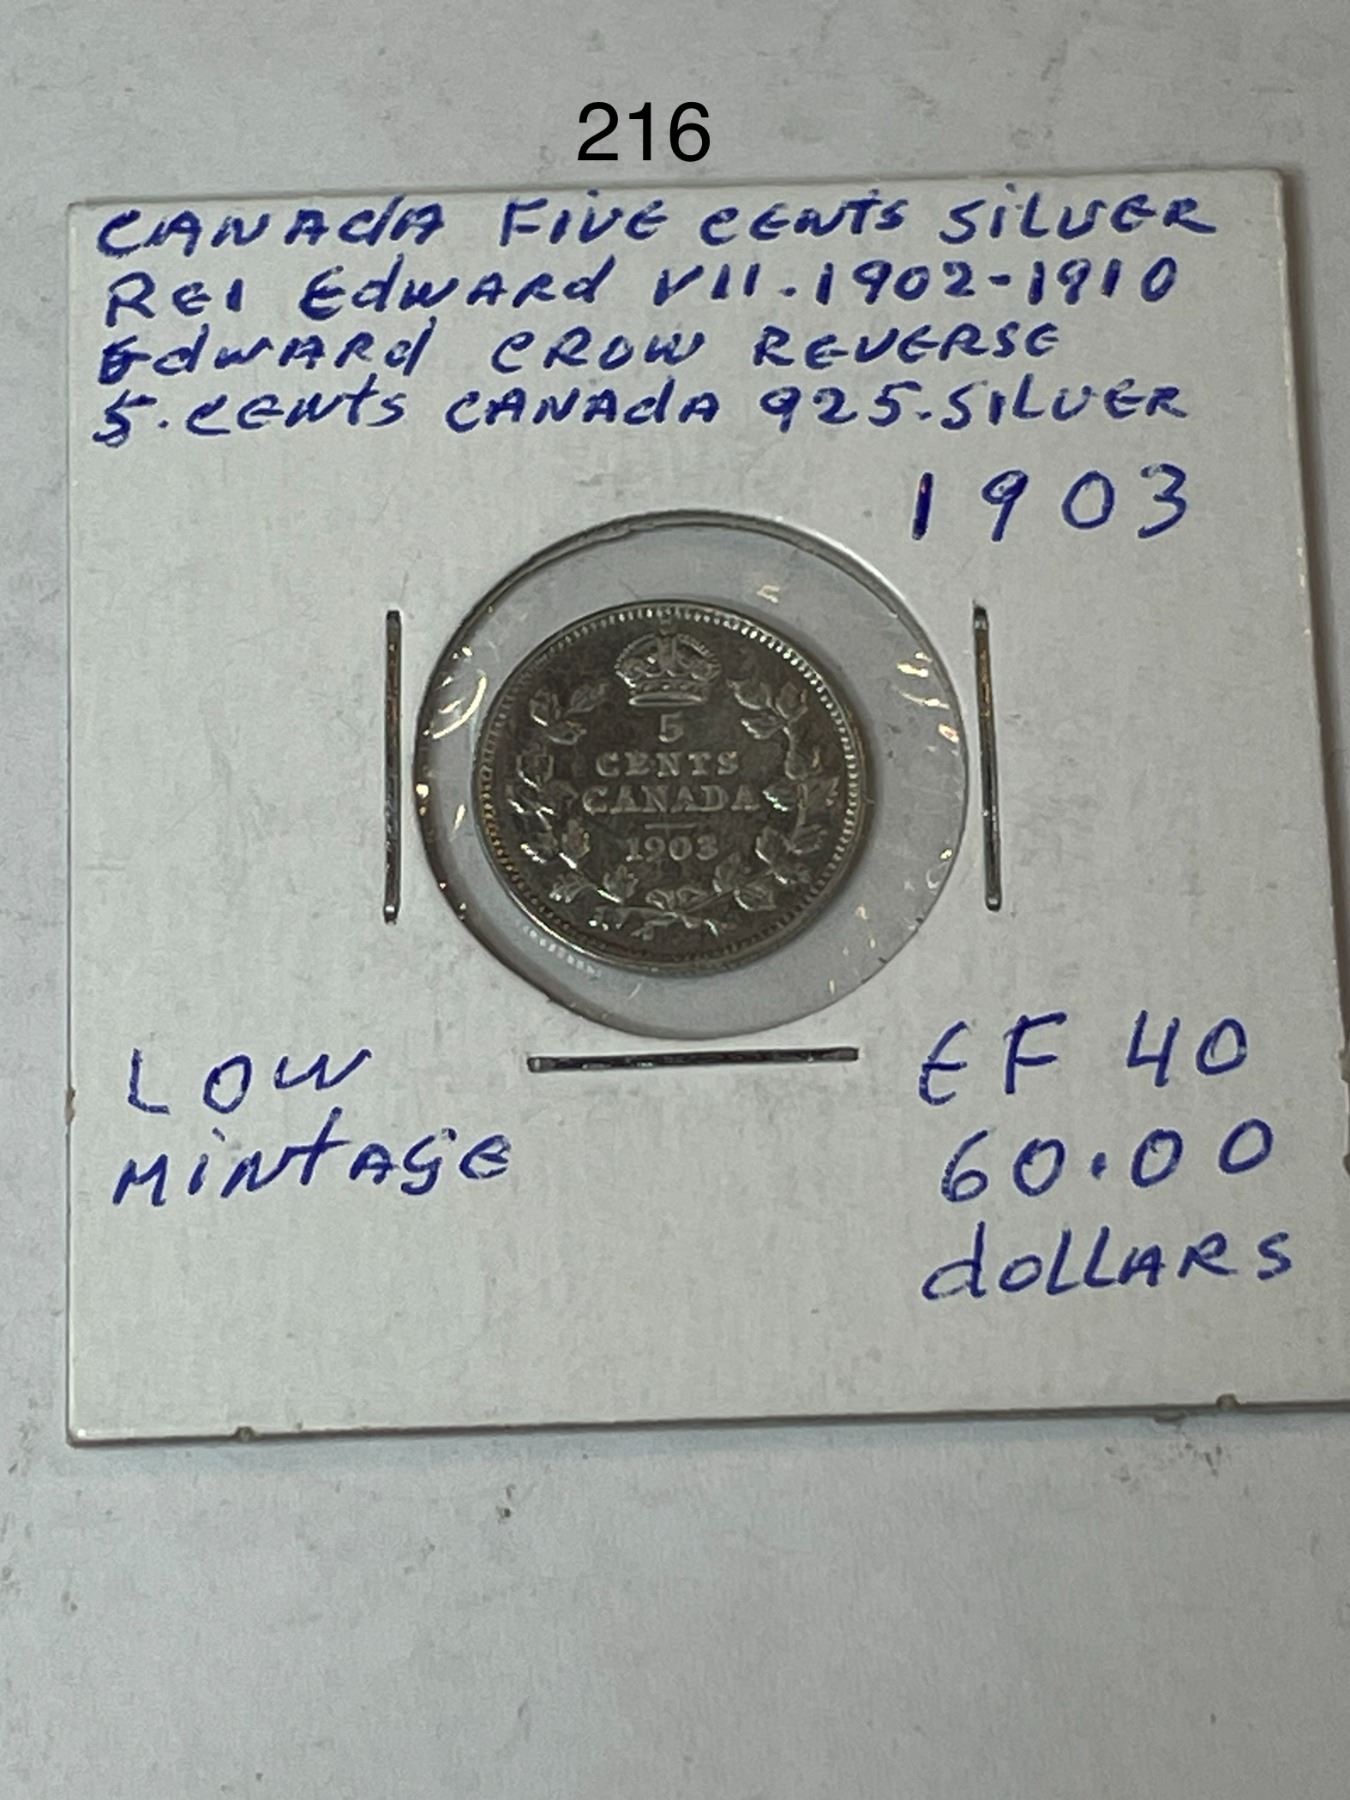 216
CANADA FIVE CENTS SILVER
REI EDWARD VII.1902-1910
EDWARD CROW REVERSE
5.CENTS CANADA 925.SILVER
1903
5
CENTS
CANADA
1903
LOW
MINTAGE
EF 40
60.00
dOLLARS